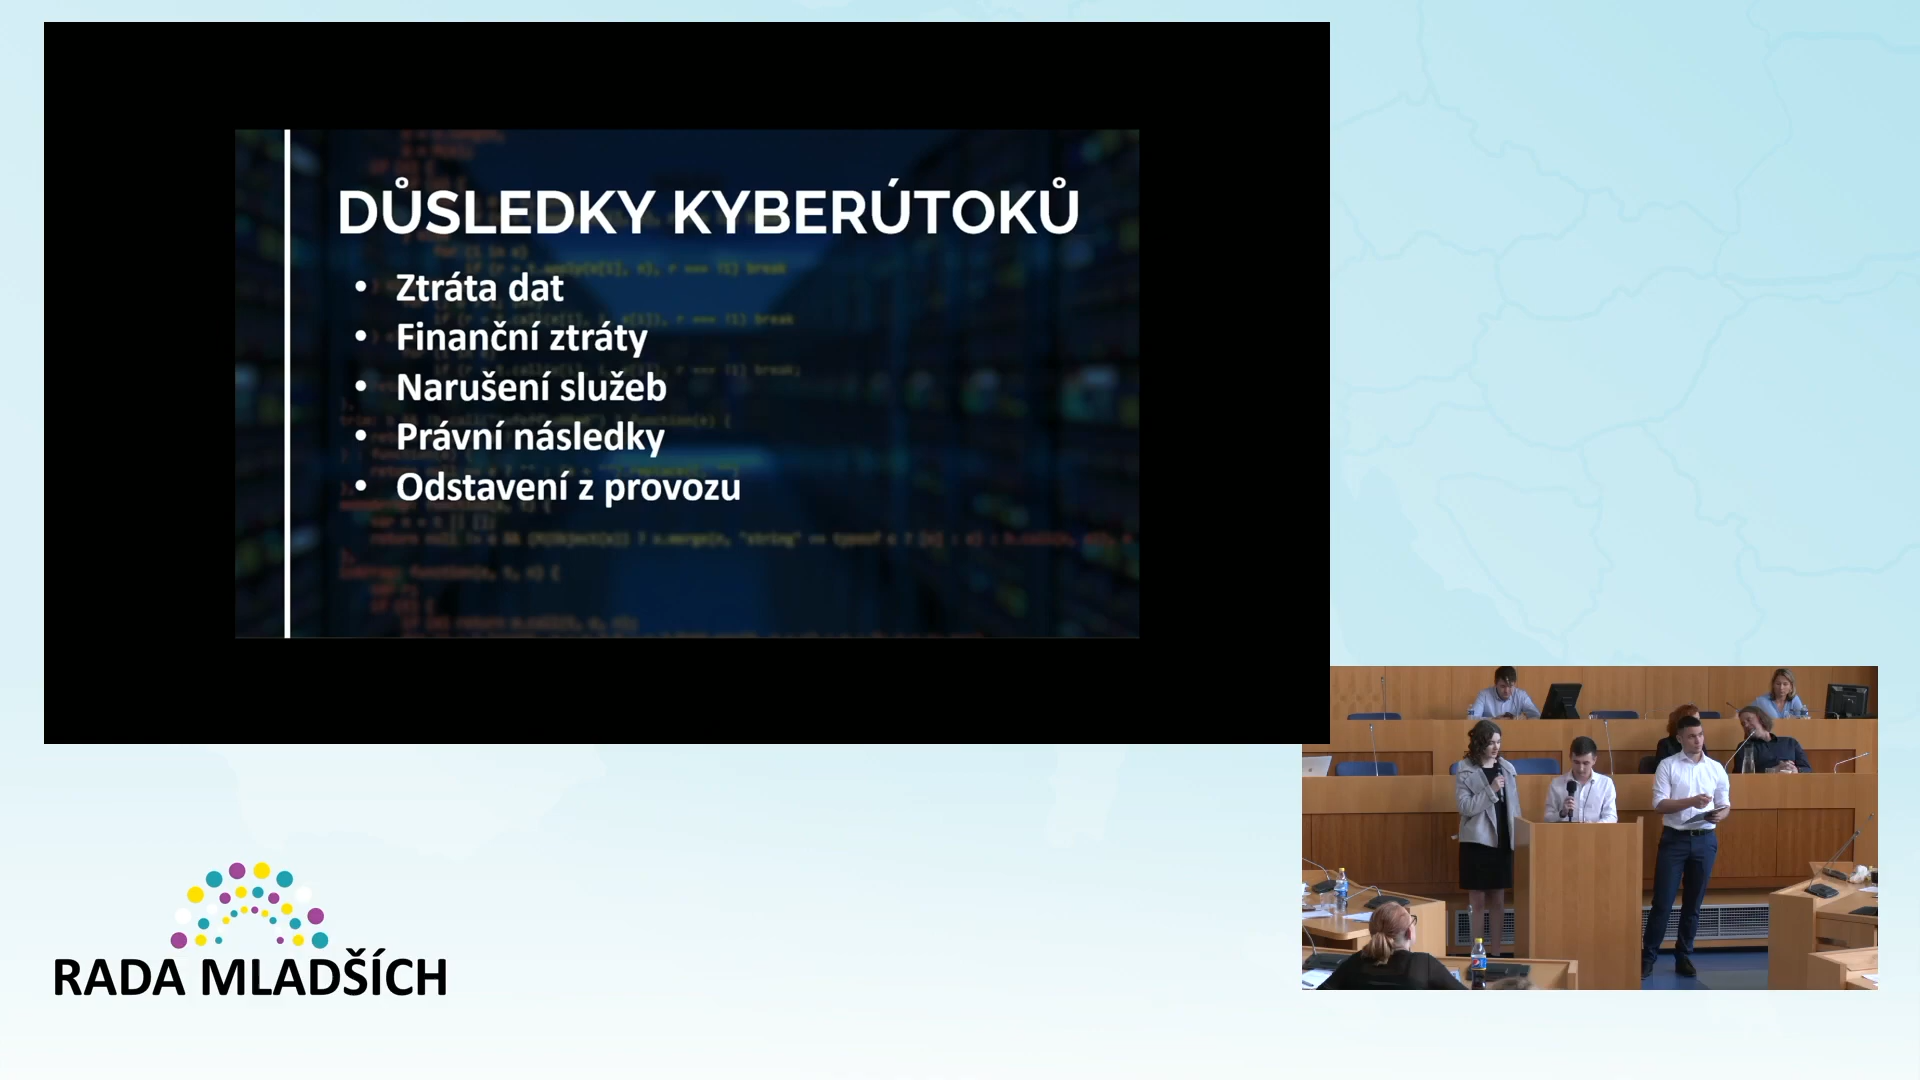 DŮSLEDKY KYBERÚTOKŮ
• Ztráta dat
• Finanční ztráty
• Narušení služeb
• Právní následky
• Odstavení z provozu
RADA MLADŠÍCH